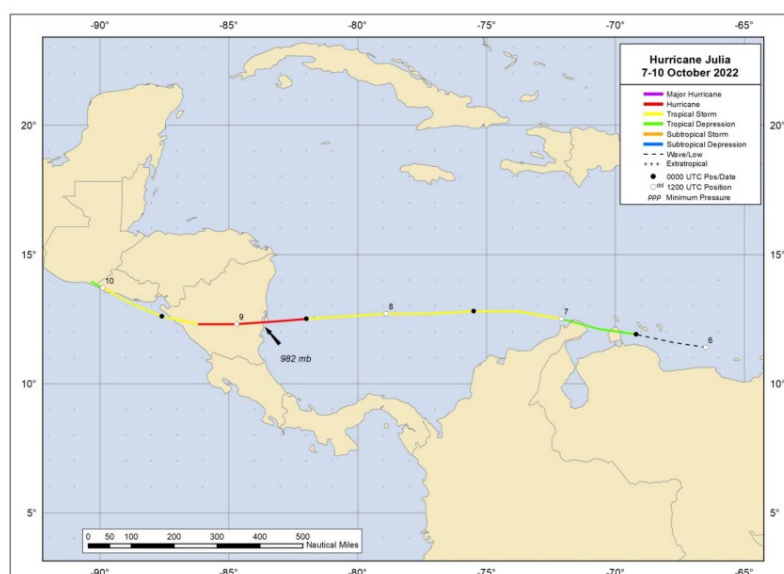 -90° -85° -80° -75° -70° -65°
Hurricane Julia
7-10 October 2022
Major Hurricane
Hurricane
Tropical Storm
Tropical Depression
Subtropical Storm
Subtropical Depression
Wave/Low
Extratropical
0000 UTC Pos/Date
dd 1200 UTC Position
ppp Minimum Pressure
20° 20°
15° 15°
10
9
8
7
6
982 mb
10° 10°
5° 5°
0 50 100 200 300 400 500
Nautical Miles
-90° -85° -80° -75° -70° -65°